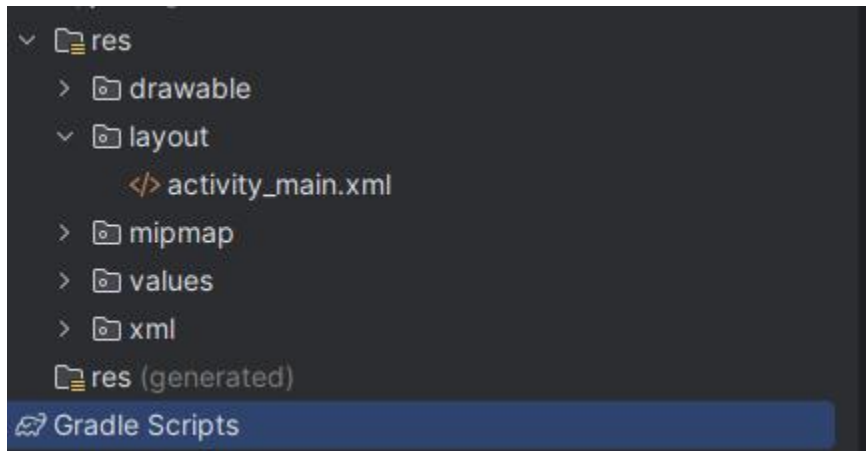 res
drawable
layout
</> activity_main.xml
mipmap
values
xml
res (generated)
Gradle Scripts